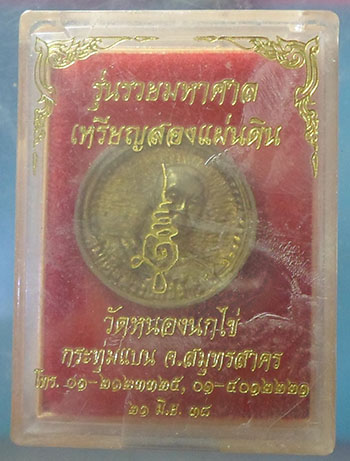 รุ่นรวยมหาศาล
เหรียญสองแผ่นดิน
วัดหนองนกไข่
กระทุ่มแบน จ.สมุทรสาคร
โทร. ๐๑-๒๑๒๓๓๒๕, ๐๑-๔๐๑๒๒๒๑
๒๑ มิ.ย. ๓๘